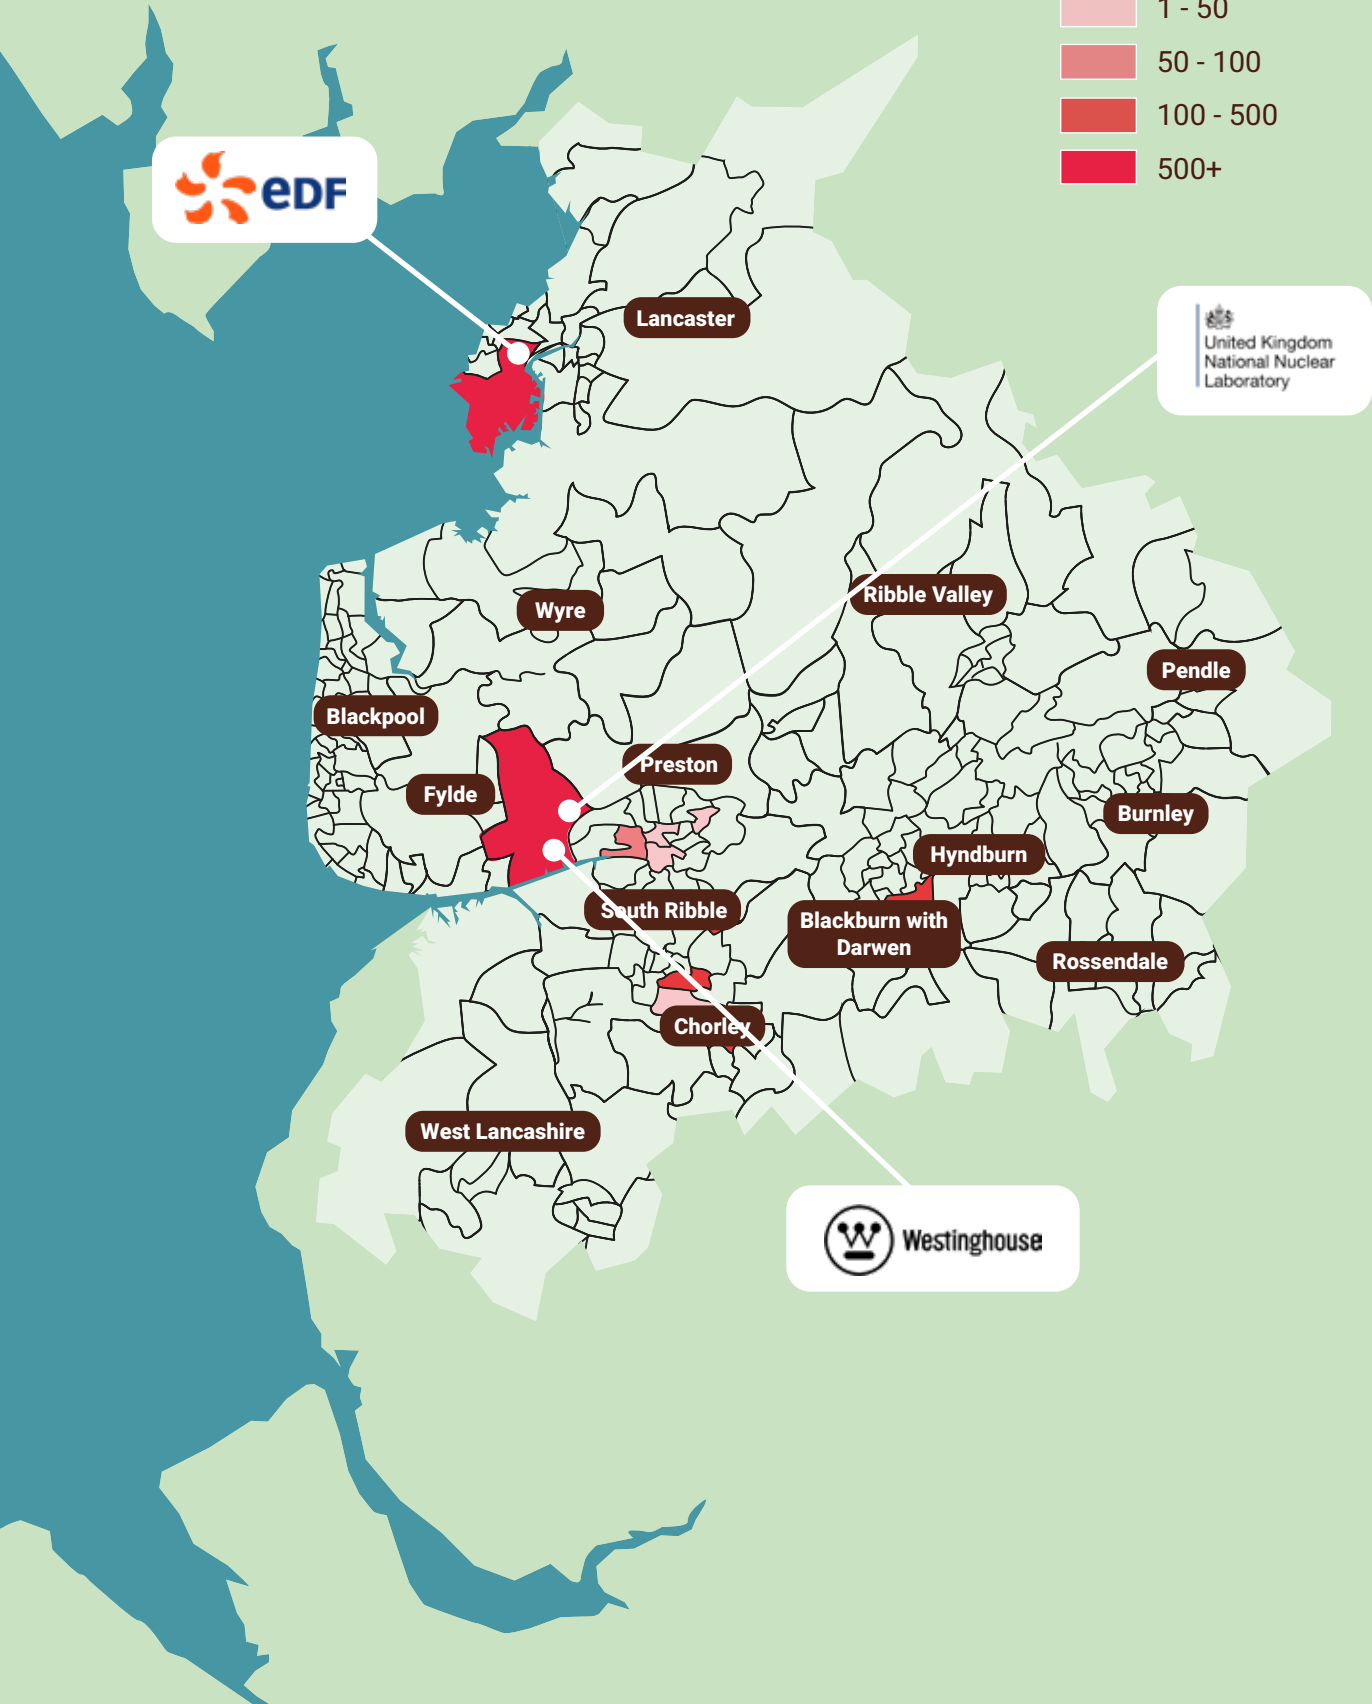 1 - 50
50 - 100
100 - 500
500+
eDF
Lancaster
United Kingdom
National Nuclear
Laboratory
Ribble Valley
Wyre
Pendle
Blackpool
Preston
Fylde
Burnley
Hyndburn
South Ribble
Blackburn with
Darwen
Rossendale
Chorley
West Lancashire
Westinghouse